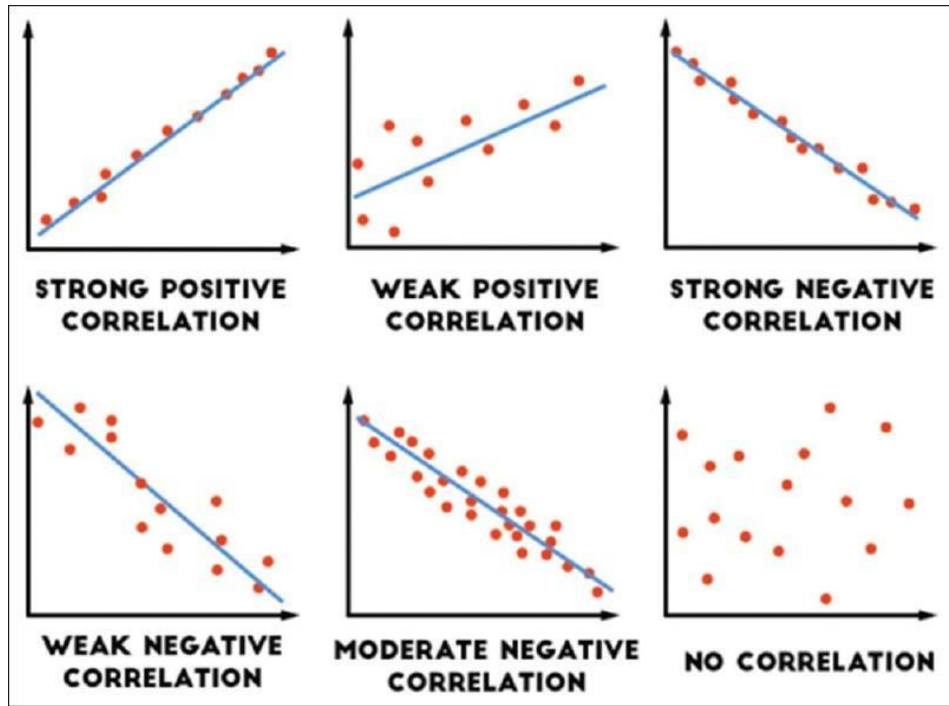 STRONG POSITIVE
CORRELATION
WEAK POSITIVE
CORRELATION
STRONG NEGATIVE
CORRELATION
WEAK NEGATIVE
CORRELATION
MODERATE NEGATIVE
CORRELATION
NO CORRELATION